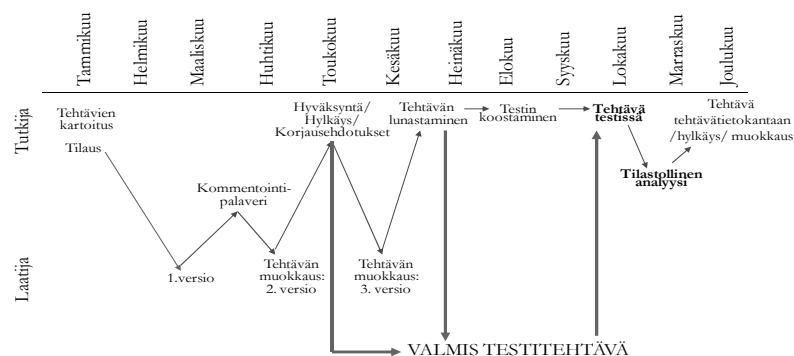 Tammikuu
Helmikuu
Maaliskuu
Huhtikuu
Toukokuu
Kesäkuu
Heinäkuu
Elokuu
Syyskuu
Lokakuu
Marraskuu
Joulukuu
Tutkija
Tehtävien
kartoitus
Tilaus
Kommentointi-
palaveri
Hyväksyntä/
Hylkäys/
Korjausehdotukset
Tehtävän
lunastaminen
Testin
koostaminen
Tehtävä
testissä
Tilastollinen
analyysi
Tehtävä
tehtävätietokantaan
/hylkäys/ muokkaus
Laatija
1.versio
Tehtävän
muokkaus:
2. versio
Tehtävän
muokkaus:
3. versio
VALMIS TESTITEHTÄVÄ